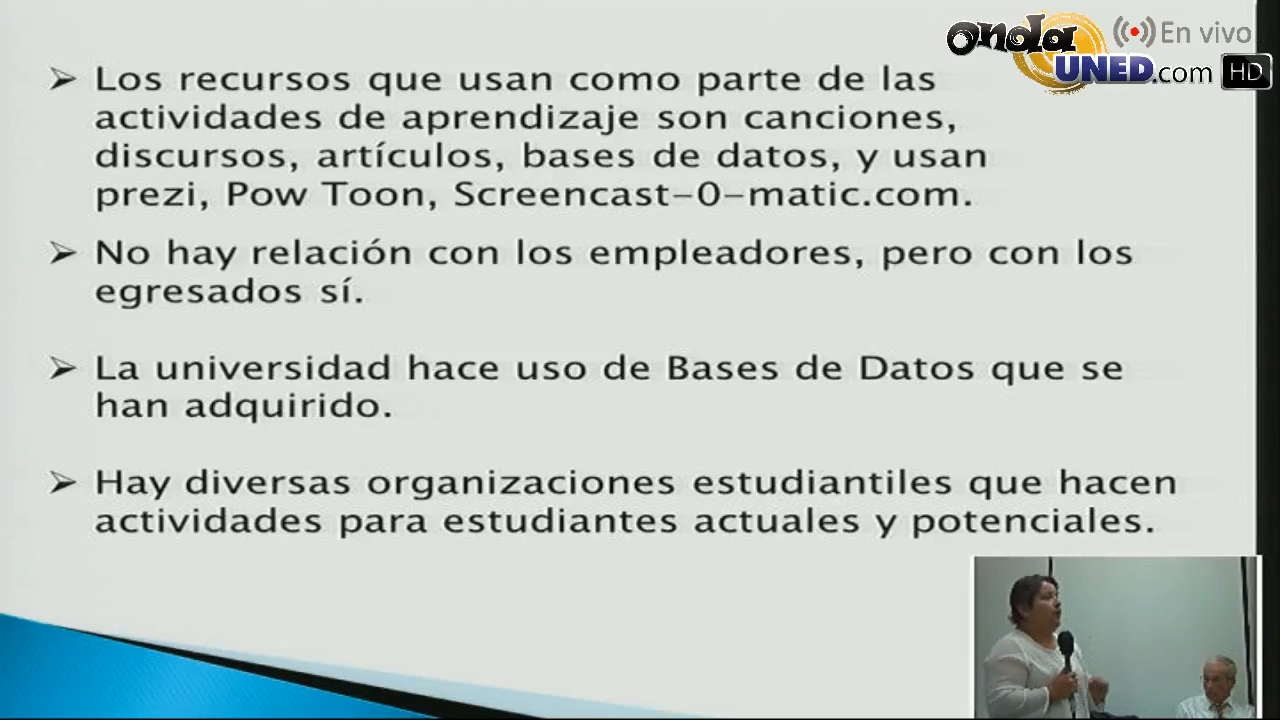 onda
UNED.com
En vivo
HD
➢ Los recursos que usan como parte de las
actividades de aprendizaje son canciones,
discursos, artículos, bases de datos, y usan
prezi, Pow Toon, Screencast-0-matic.com.
➢ No hay relación con los empleadores, pero con los
egresados sí.
➢ La universidad hace uso de Bases de Datos que se
han adquirido.
➢ Hay diversas organizaciones estudiantiles que hacen
actividades para estudiantes actuales y potenciales.